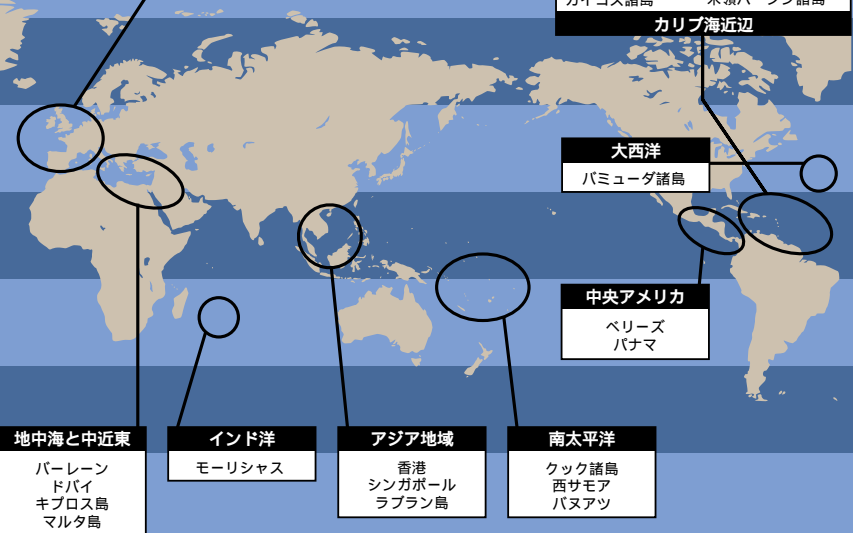 カリブ海近辺
大西洋
バミューダ諸島
中央アメリカ
ベリーズ
パナマ
地中海と中近東
バーレーン
ドバイ
キプロス島
マルタ島
インド洋
モーリシャス
アジア地域
香港
シンガポール
ラブラン島
南太平洋
クック諸島
西サモア
バヌアツ